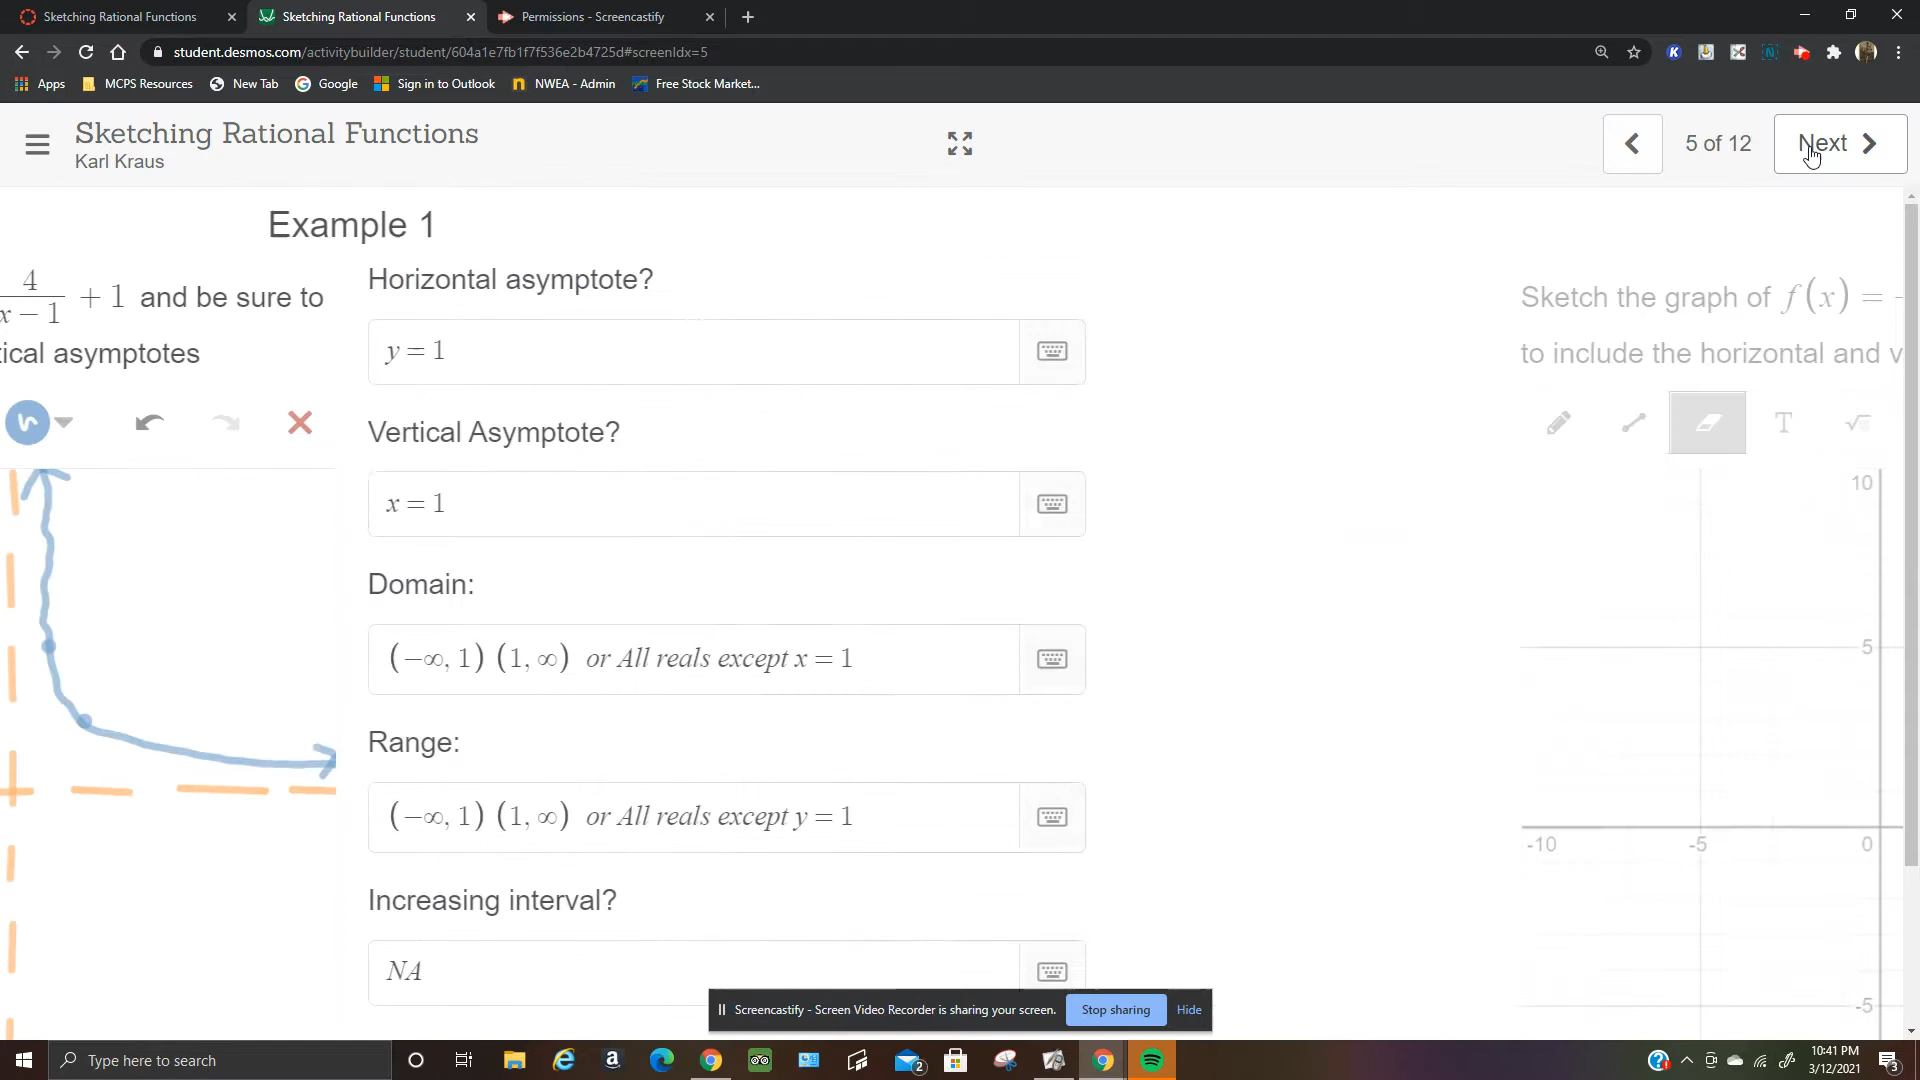 Sketching Rational Functions
Sketching Rational Functions
Permissions - Screencastify
student.desmos.com/activitybuilder/student/604a1e7fb1f7f536e2b4725d#screenIdx=5
Apps MCPS Resources New Tab Google Sign in to Outlook NWEA - Admin Free Stock Market...
Sketching Rational Functions
Karl Kraus
5 of 12
Next
Example 1
4/(x − 1) + 1 and be sure to
tical asymptotes
Horizontal asymptote?
y = 1
Vertical Asymptote?
x = 1
Domain:
(−∞, 1) (1, ∞) or All reals except x = 1
Range:
(−∞, 1) (1, ∞) or All reals except y = 1
Increasing interval?
NA
Sketch the graph of f(x) = -
to include the horizontal and v
T
10
5
-10 -5 0
-5
Screencastify - Screen Video Recorder is sharing your screen. Stop sharing Hide
Type here to search
2
10:41 PM
3/12/2021
3